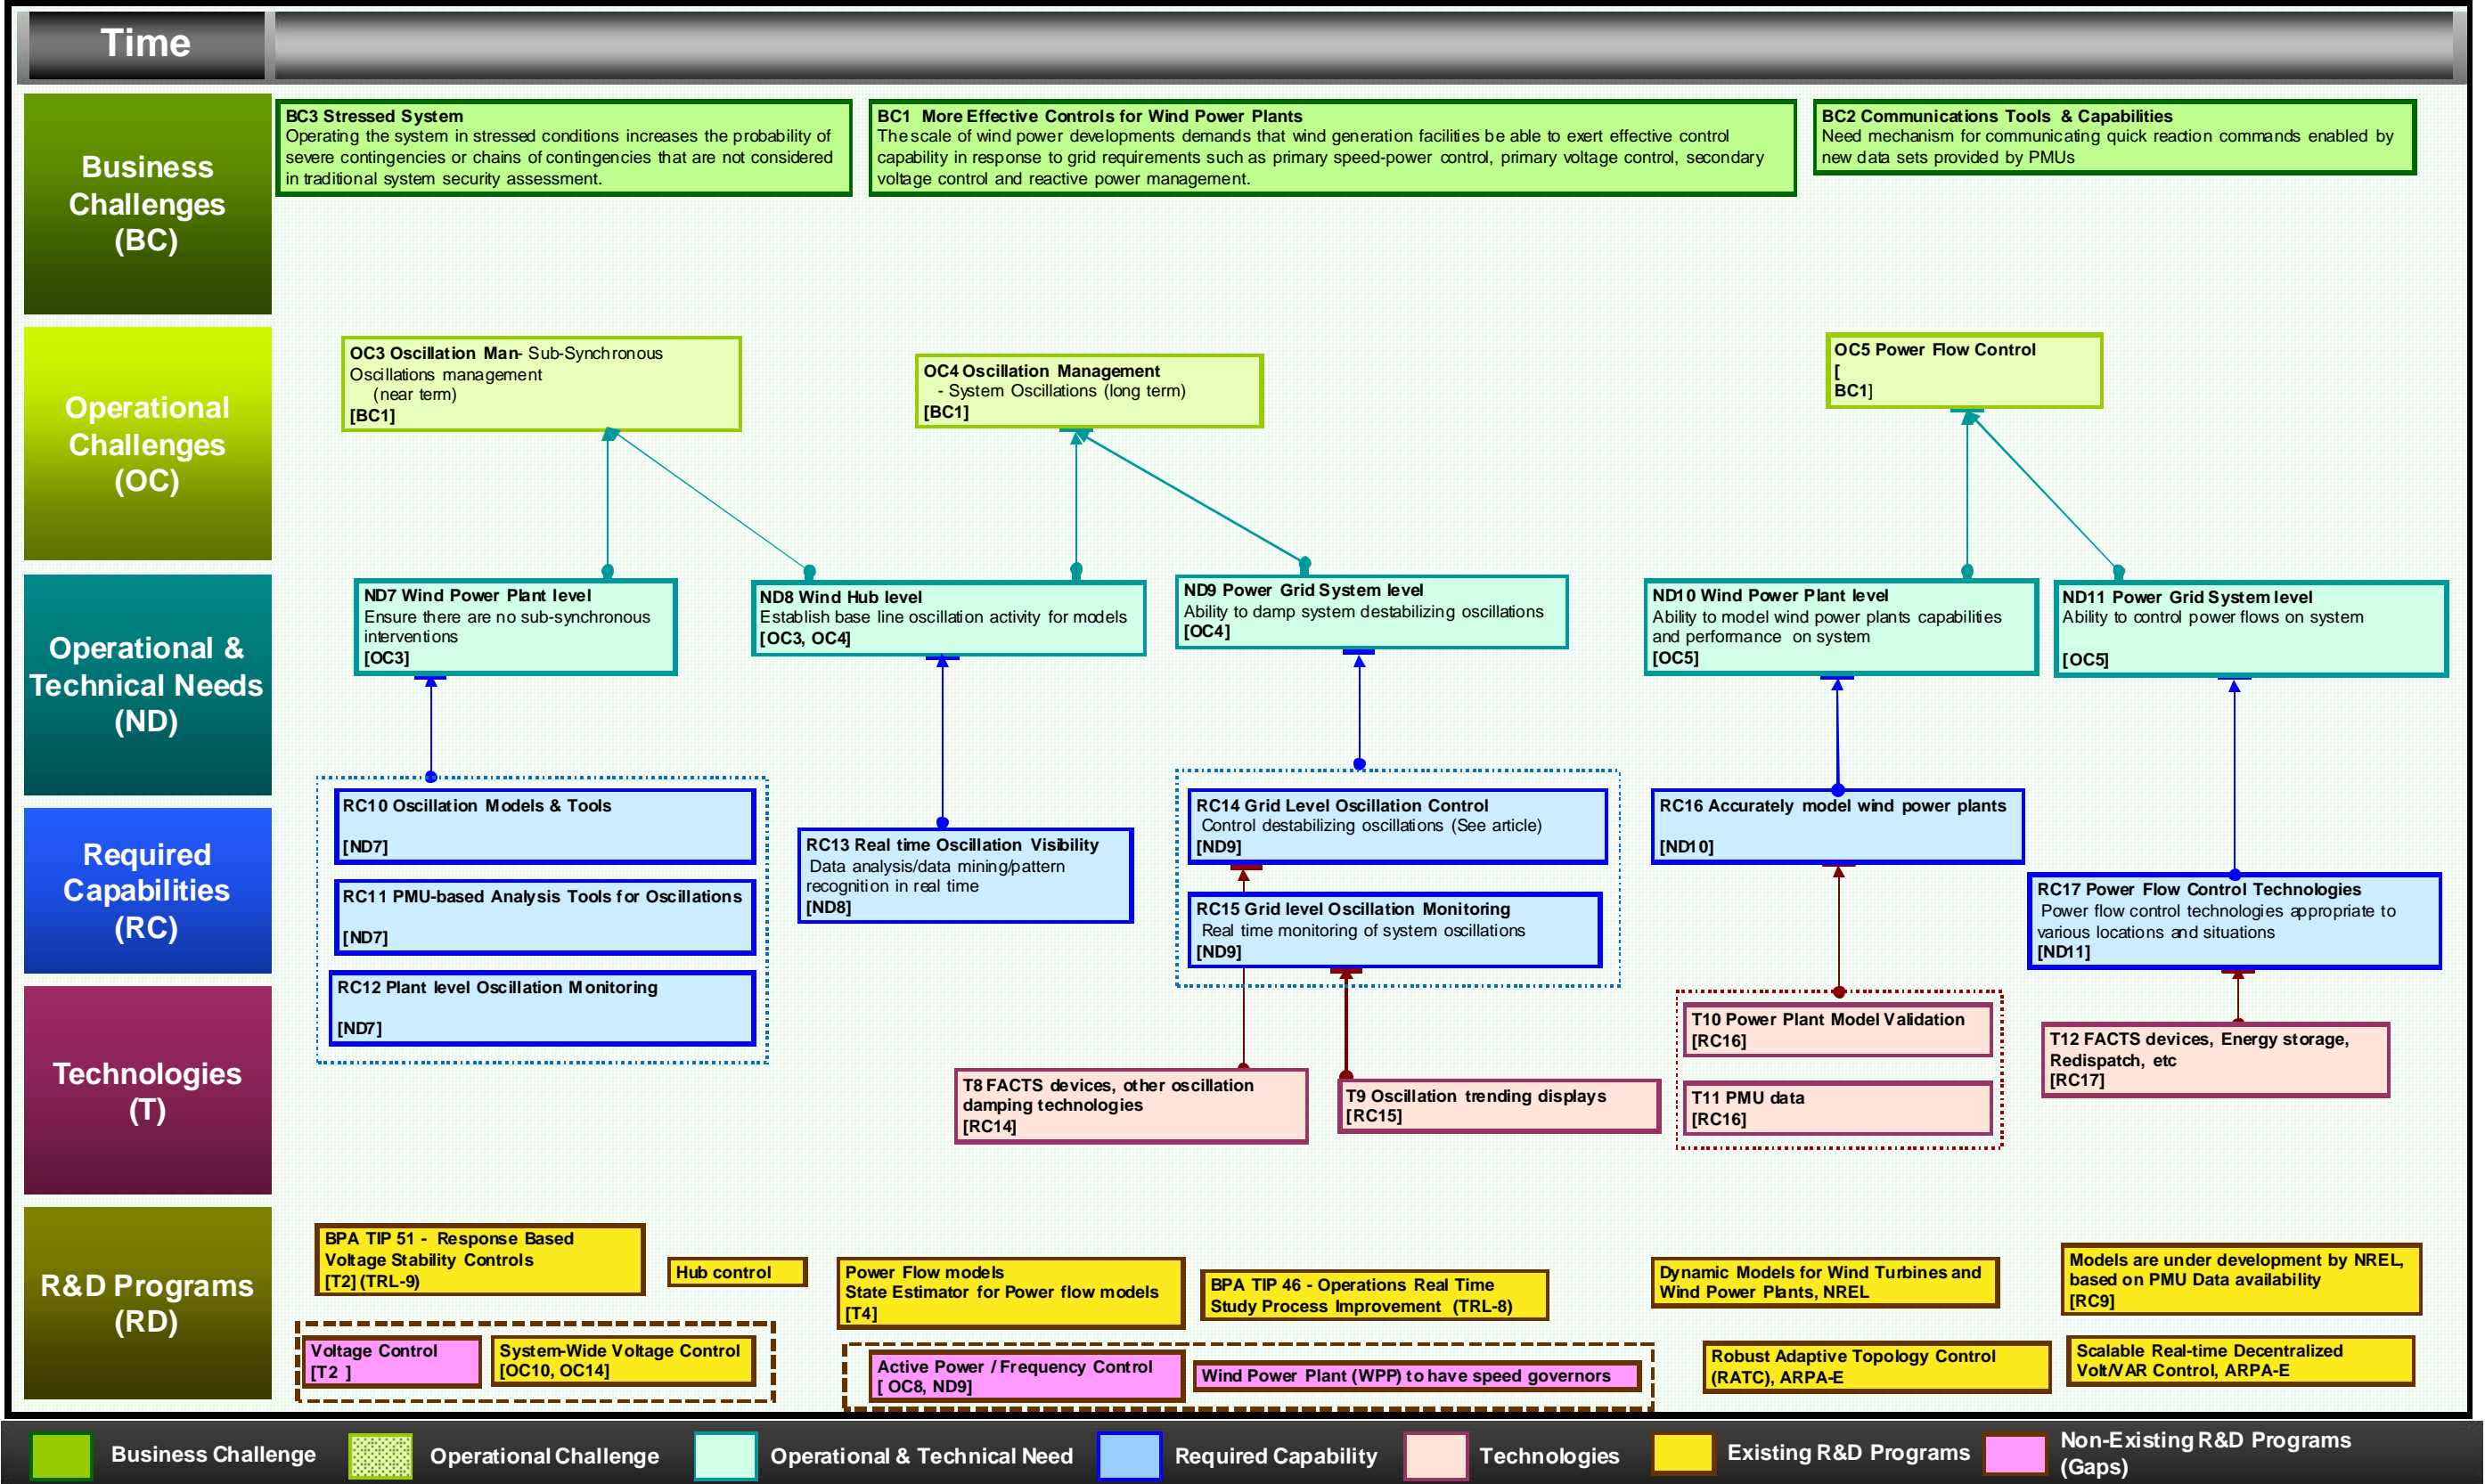 Time
Business
Challenges
(BC)
BC3 Stressed System
Operating the system in stressed conditions increases the probability of
severe contingencies or chains of contingencies that are not considered
in traditional system security assessment.
BC1 More Effective Controls for Wind Power Plants
The scale of wind power developments demands that wind generation facilities be able to exert effective control
capability in response to grid requirements such as primary speed-power control, primary voltage control, secondary
voltage control and reactive power management.
BC2 Communications Tools & Capabilities
Need mechanism for communicating quick reaction commands enabled by
new data sets provided by PMUs
Operational
Challenges
(OC)
OC3 Oscillation Man- Sub-Synchronous
Oscillations management
(near term)
[BC1]
OC4 Oscillation Management
- System Oscillations (long term)
[BC1]
OC5 Power Flow Control
[
BC1]
Operational &
Technical Needs
(ND)
ND7 Wind Power Plant level
Ensure there are no sub-synchronous
interventions
[OC3]
ND8 Wind Hub level
Establish base line oscillation activity for models
[OC3, OC4]
ND9 Power Grid System level
Ability to damp system destabilizing oscillations
[OC4]
ND10 Wind Power Plant level
Ability to model wind power plants capabilities
and performance on system
[OC5]
ND11 Power Grid System level
Ability to control power flows on system
[OC5]
Required
Capabilities
(RC)
RC10 Oscillation Models & Tools
[ND7]
RC11 PMU-based Analysis Tools for Oscillations
[ND7]
RC12 Plant level Oscillation Monitoring
[ND7]
RC13 Real time Oscillation Visibility
Data analysis/data mining/pattern
recognition in real time
[ND8]
RC14 Grid Level Oscillation Control
Control destabilizing oscillations (See article)
[ND9]
RC15 Grid level Oscillation Monitoring
Real time monitoring of system oscillations
[ND9]
RC16 Accurately model wind power plants
[ND10]
RC17 Power Flow Control Technologies
Power flow control technologies appropriate to
various locations and situations
[ND11]
Technologies
(T)
T8 FACTS devices, other oscillation
damping technologies
[RC14]
T9 Oscillation trending displays
[RC15]
T10 Power Plant Model Validation
[RC16]
T11 PMU data
[RC16]
T12 FACTS devices, Energy storage,
Redispatch, etc
[RC17]
R&D Programs
(RD)
BPA TIP 51 - Response Based
Voltage Stability Controls
[T2] (TRL-9)
Hub control
Power Flow models
State Estimator for Power flow models
[T4]
BPA TIP 46 - Operations Real Time
Study Process Improvement (TRL-8)
Dynamic Models for Wind Turbines and
Wind Power Plants, NREL
Models are under development by NREL,
based on PMU Data availability
[RC9]
Voltage Control
[T2 ]
System-Wide Voltage Control
[OC10, OC14]
Active Power / Frequency Control
[ OC8, ND9]
Wind Power Plant (WPP) to have speed governors
Robust Adaptive Topology Control
(RATC), ARPA-E
Scalable Real-time Decentralized
Volt/VAR Control, ARPA-E
Business Challenge
Operational Challenge
Operational & Technical Need
Required Capability
Technologies
Existing R&D Programs
Non-Existing R&D Programs
(Gaps)